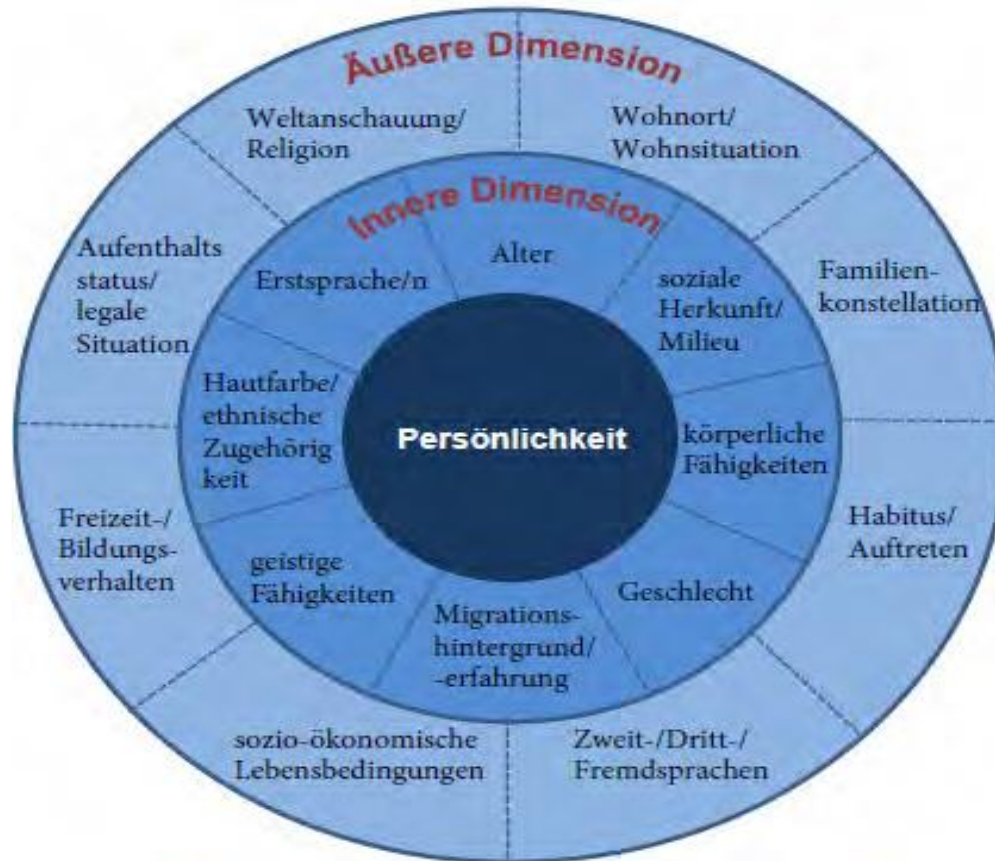 Äußere Dimension
Weltanschauung/
Religion
Wohnort/
Wohnsituation
Aufenthalts
status/
legale
Situation
Familien-
konstellation
Freizeit-/
Bildungs-
verhalten
Habitus/
Auftreten
sozio-ökonomische
Lebensbedingungen
Zweit-/Dritt-/
Fremdsprachen
Innere Dimension
Erstsprache/n
Alter
soziale
Herkunft/
Milieu
Hautfarbe/
ethnische
Zugehörig
keit
körperliche
Fähigkeiten
geistige
Fähigkeiten
Migrations-
hintergrund/
-erfahrung
Geschlecht
Persönlichkeit